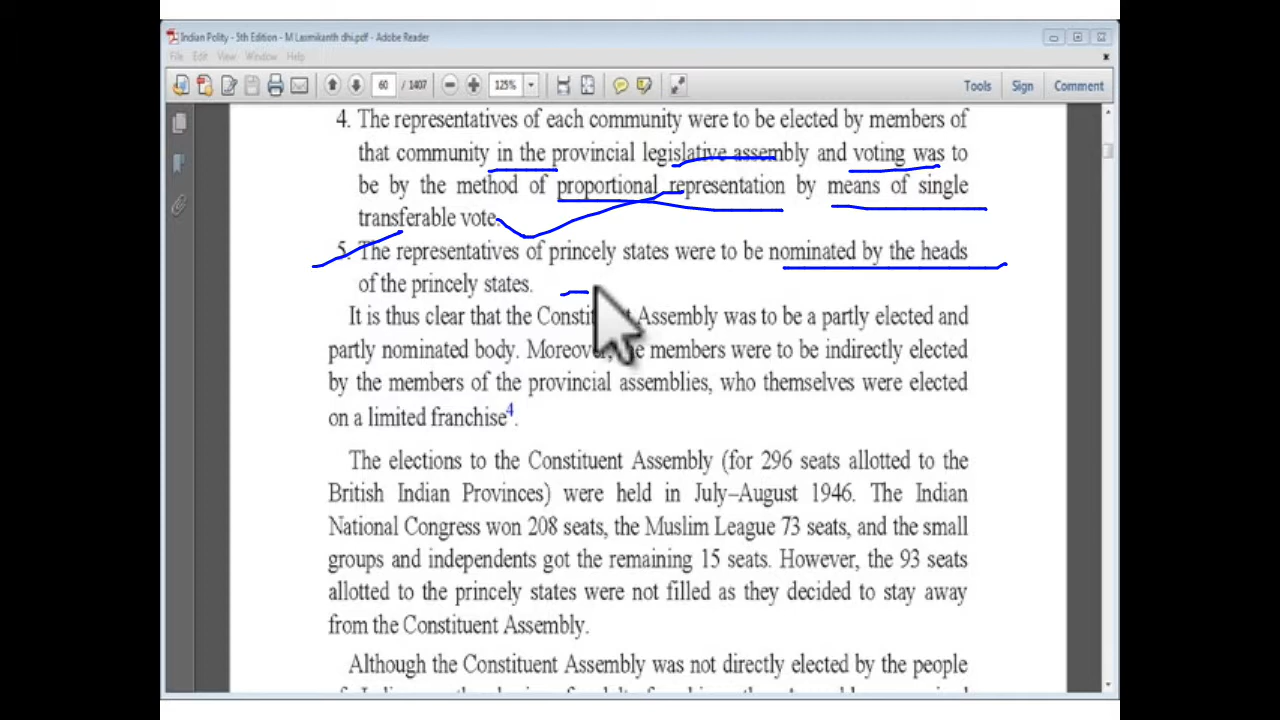 Indian Polity - 5th Edition - M Laxmikanth dhi.pdf - Adobe Reader
File Edit View Window Help
60 / 1407 125% Tools Sign Comment
4. The representatives of each community were to be elected by members of
that community in the provincial legislative assembly and voting was to
be by the method of proportional representation by means of single
transferable vote.
5. The representatives of princely states were to be nominated by the heads
of the princely states.
It is thus clear that the Constit t Assembly was to be a partly elected and
partly nominated body. Moreover, e members were to be indirectly elected
by the members of the provincial assemblies, who themselves were elected
on a limited franchise4.
The elections to the Constituent Assembly (for 296 seats allotted to the
British Indian Provinces) were held in July–August 1946. The Indian
National Congress won 208 seats, the Muslim League 73 seats, and the small
groups and independents got the remaining 15 seats. However, the 93 seats
allotted to the princely states were not filled as they decided to stay away
from the Constituent Assembly.
Although the Constituent Assembly was not directly elected by the people